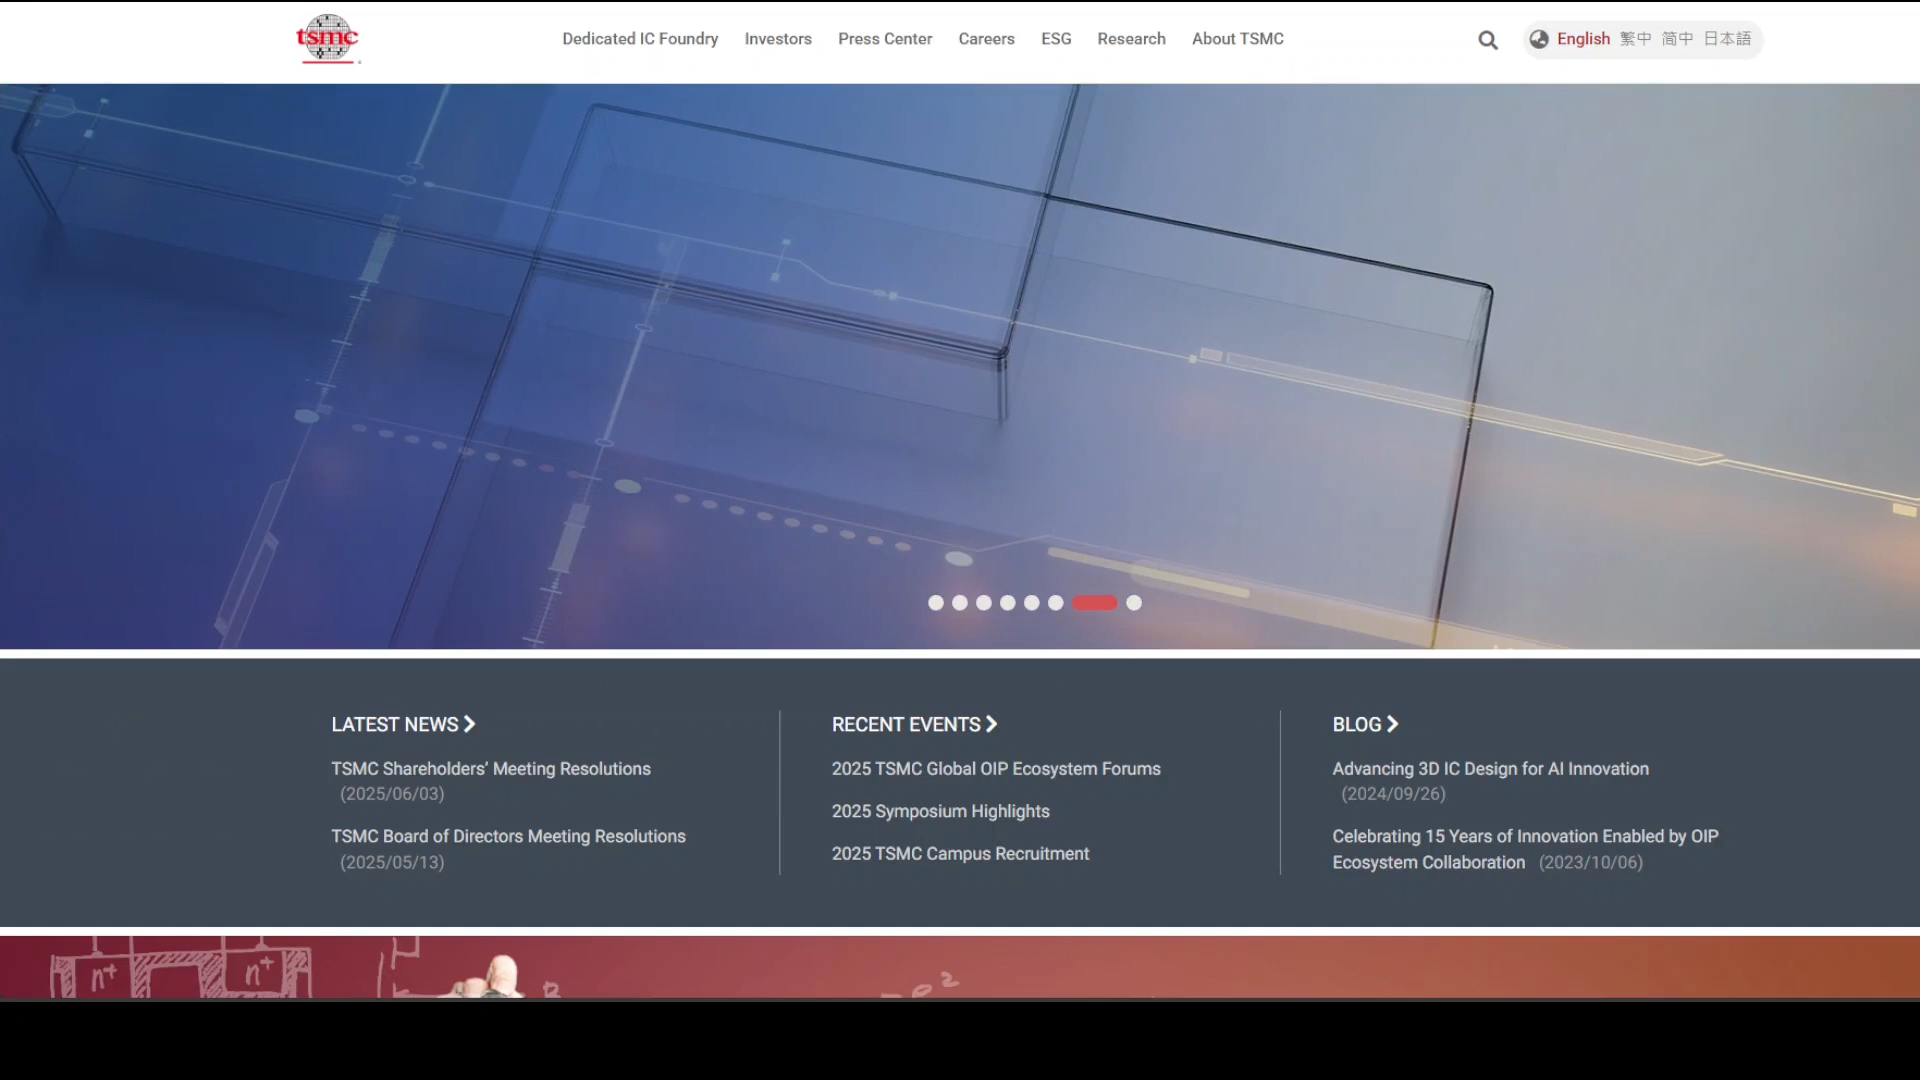 tsmc
Dedicated IC Foundry Investors Press Center Careers ESG Research About TSMC
English 繁中 简中 日本語
LATEST NEWS
TSMC Shareholders’ Meeting Resolutions
(2025/06/03)
TSMC Board of Directors Meeting Resolutions
(2025/05/13)
RECENT EVENTS
2025 TSMC Global OIP Ecosystem Forums
2025 Symposium Highlights
2025 TSMC Campus Recruitment
BLOG
Advancing 3D IC Design for AI Innovation
(2024/09/26)
Celebrating 15 Years of Innovation Enabled by OIP
Ecosystem Collaboration (2023/10/06)
n+ n+